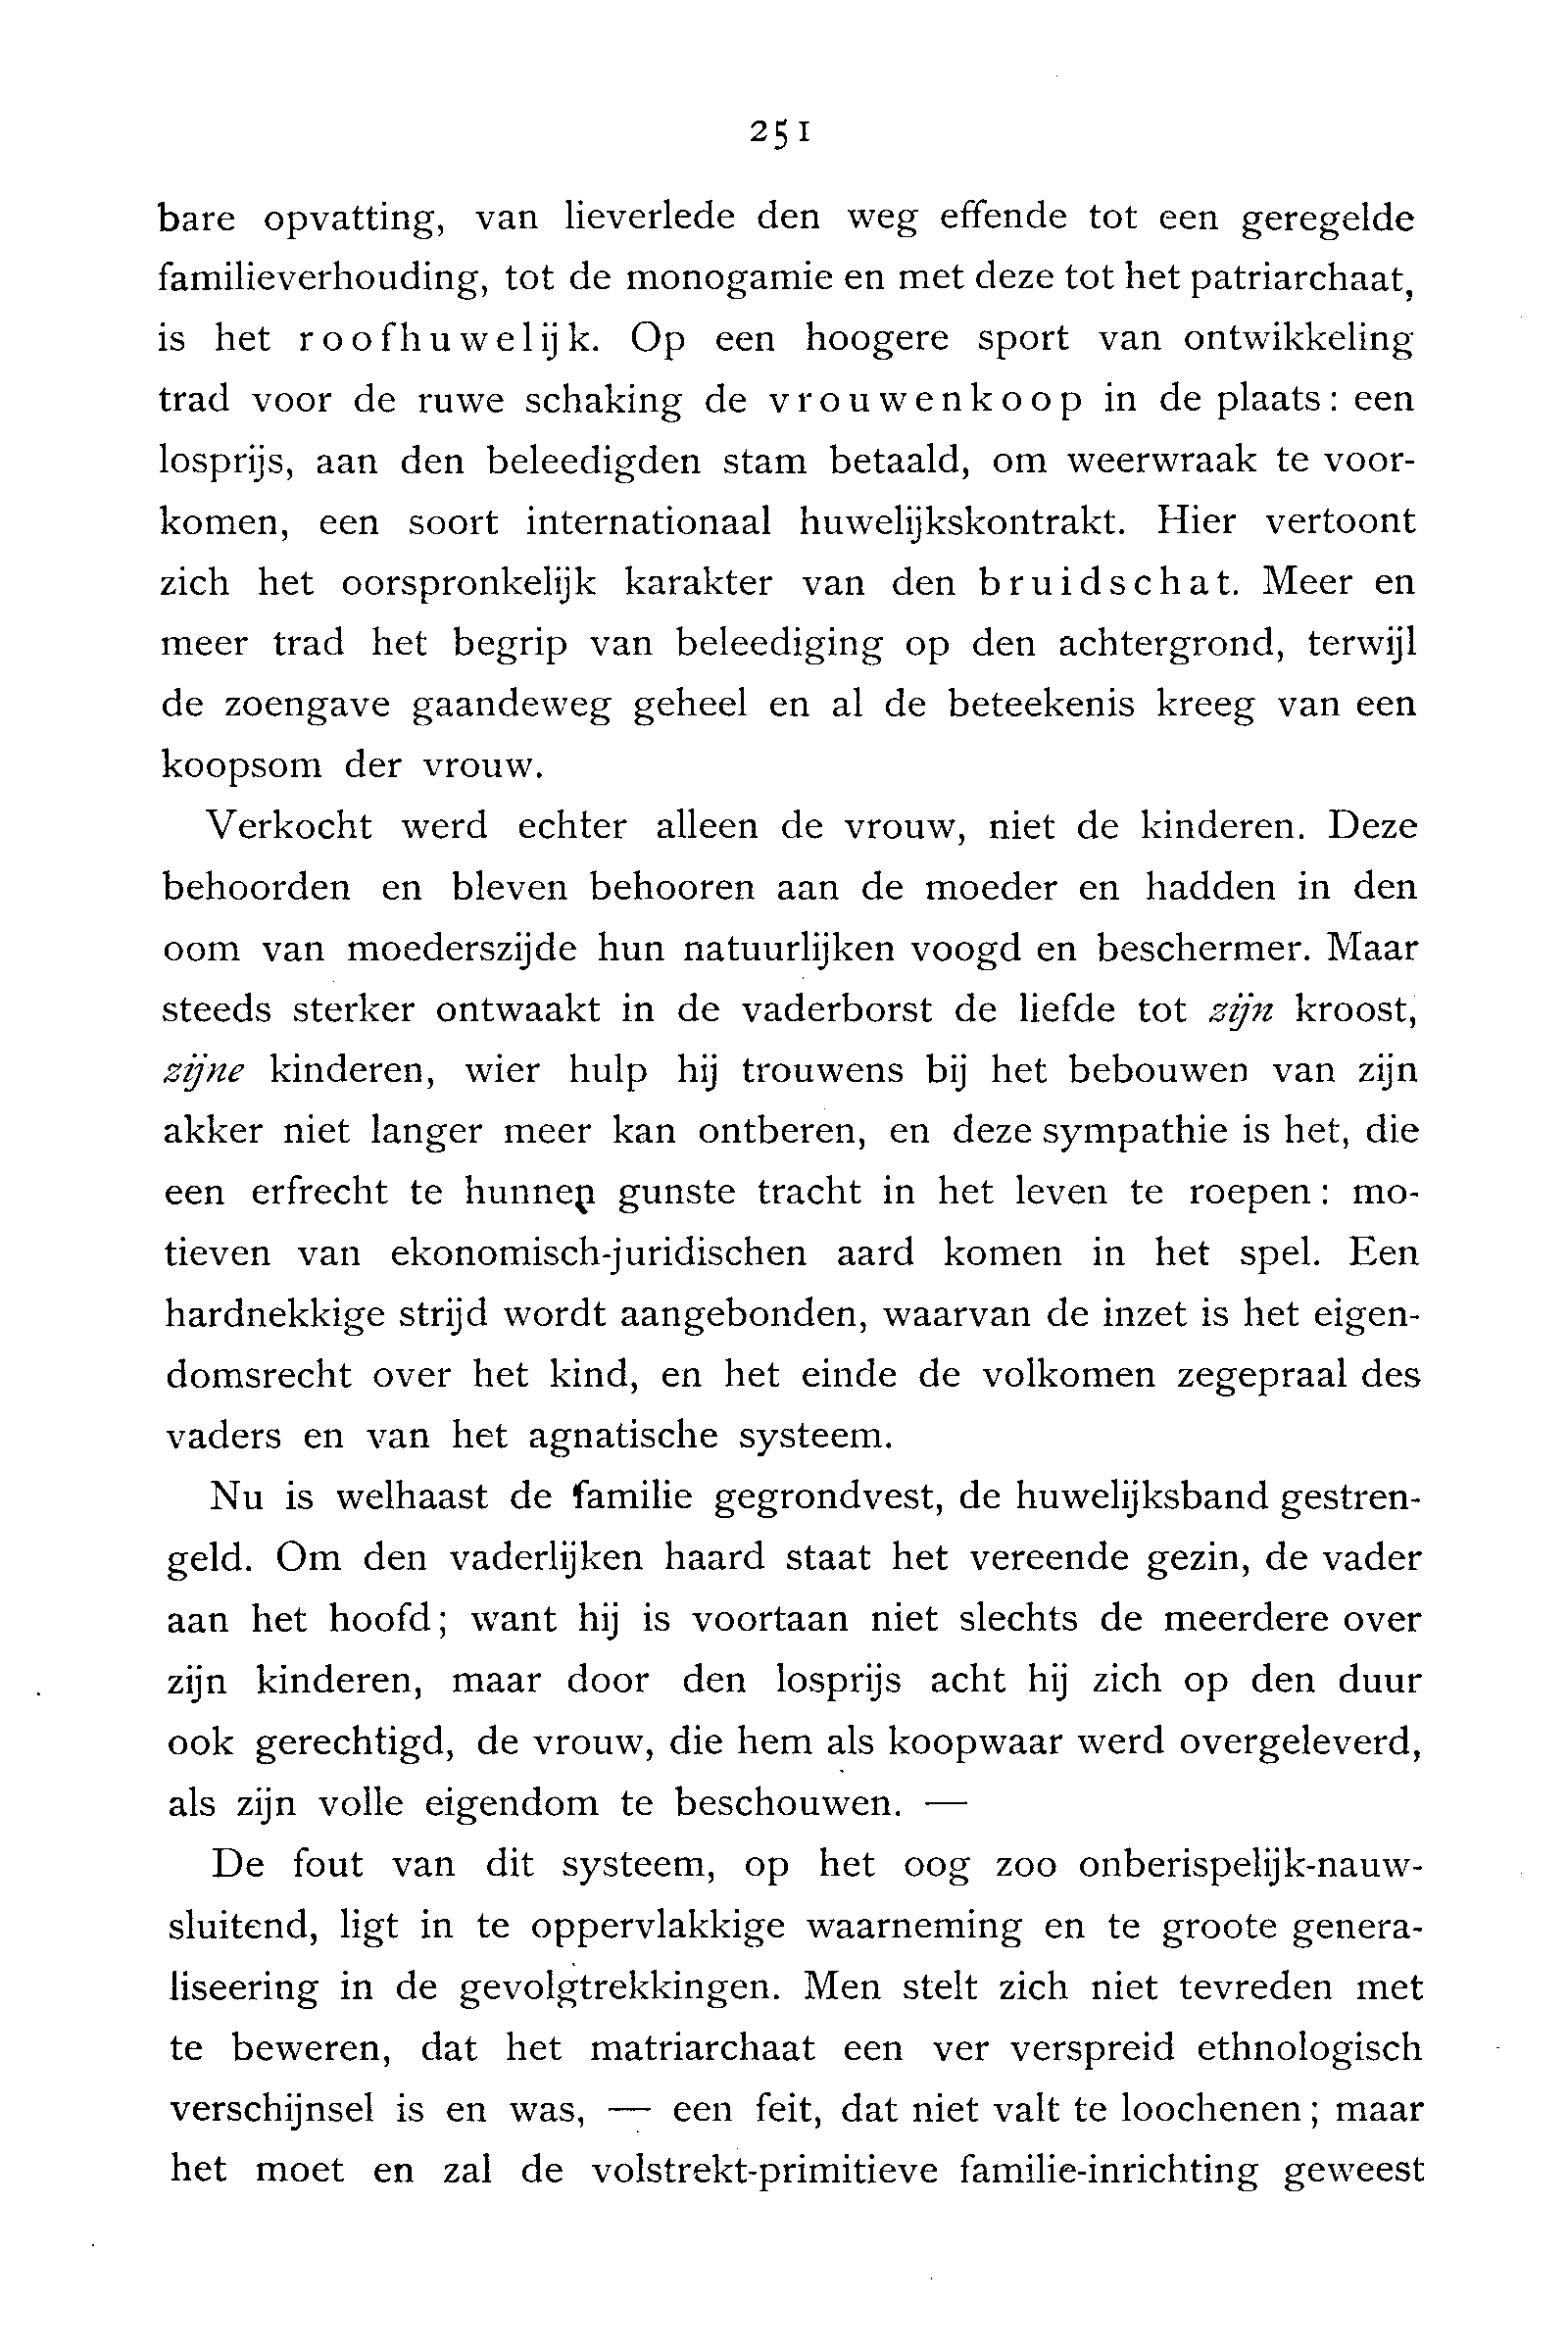 251
bare opvatting, van lieverlede den weg effende tot een geregelde
familieverhouding, tot de monogamie en met deze tot het patriarchaat,
is het roofhuwelijk. Op een hoogere sport van ontwikkeling
trad voor de ruwe schaking de vrouwenkoop in de plaats: een
losprijs, aan den beleedigden stam betaald, om weerwraak te voor-
komen, een soort internationaal huwelijkskontrakt. Hier vertoont
zich het oorspronkelijk karakter van den bruidschat. Meer en
meer trad het begrip van beleediging op den achtergrond, terwijl
de zoengave gaandeweg geheel en al de beteekenis kreeg van een
koopsom der vrouw.
Verkocht werd echter alleen de vrouw, niet de kinderen. Deze
behoorden en bleven behooren aan de moeder en hadden in den
oom van moederszijde hun natuurlijken voogd en beschermer. Maar
steeds sterker ontwaakt in de vaderborst de liefde tot zijn kroost,
zijne kinderen, wier hulp hij trouwens bij het bebouwen van zijn
akker niet langer meer kan ontberen, en deze sympathie is het, die
een erfrecht te hunnen gunste tracht in het leven te roepen: mo-
tieven van ekonomisch-juridischen aard komen in het spel. Een
hardnekkige strijd wordt aangebonden, waarvan de inzet is het eigen-
domsrecht over het kind, en het einde de volkomen zegepraal des
vaders en van het agnatische systeem.
Nu is welhaast de familie gegrondvest, de huwelijksband gestren-
geld. Om den vaderlijken haard staat het vereende gezin, de vader
aan het hoofd; want hij is voortaan niet slechts de meerdere over
zijn kinderen, maar door den losprijs acht hij zich op den duur
ook gerechtigd, de vrouw, die hem als koopwaar werd overgeleverd,
als zijn volle eigendom te beschouwen. —
De fout van dit systeem, op het oog zoo onberispelijk-nauw-
sluitend, ligt in te oppervlakkige waarneming en te groote genera-
liseering in de gevolgtrekkingen. Men stelt zich niet tevreden met
te beweren, dat het matriarchaat een ver verspreid ethnologisch
verschijnsel is en was, — een feit, dat niet valt te loochenen; maar
het moet en zal de volstrekt-primitieve familie-inrichting geweest